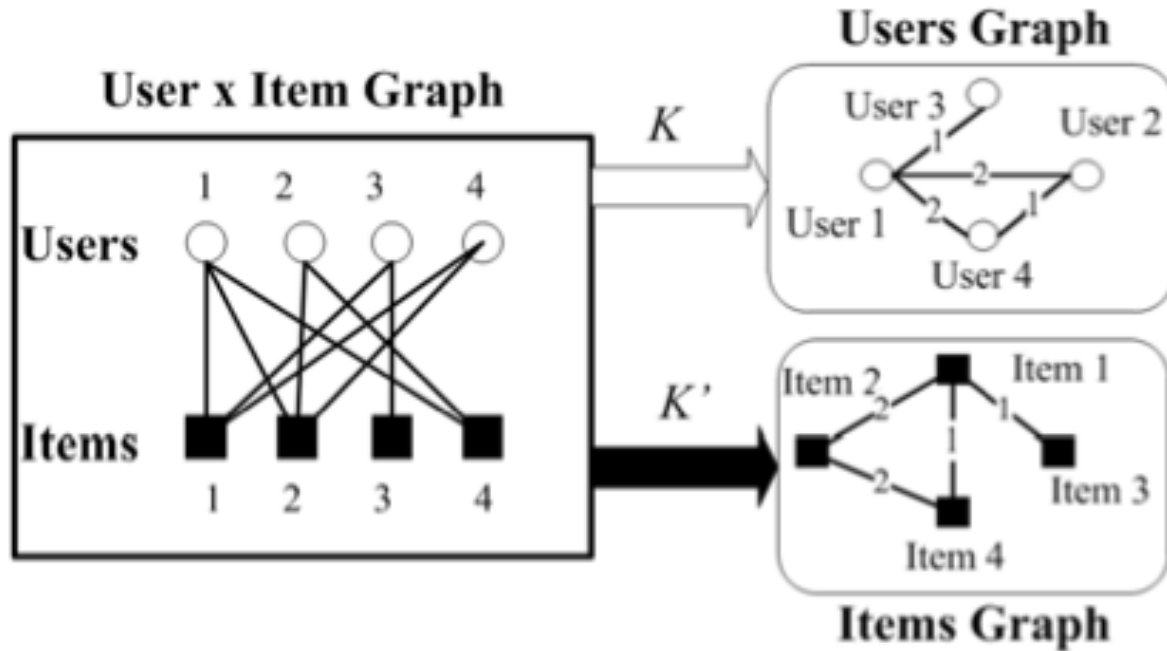 Users Graph
User x Item Graph
K
User 3
User 2
1
2
2
1
User 1
User 4
1 2 3 4
Users
Items
1 2 3 4
K’
Item 2
Item 1
2
1
1
2
Item 3
Item 4
Items Graph